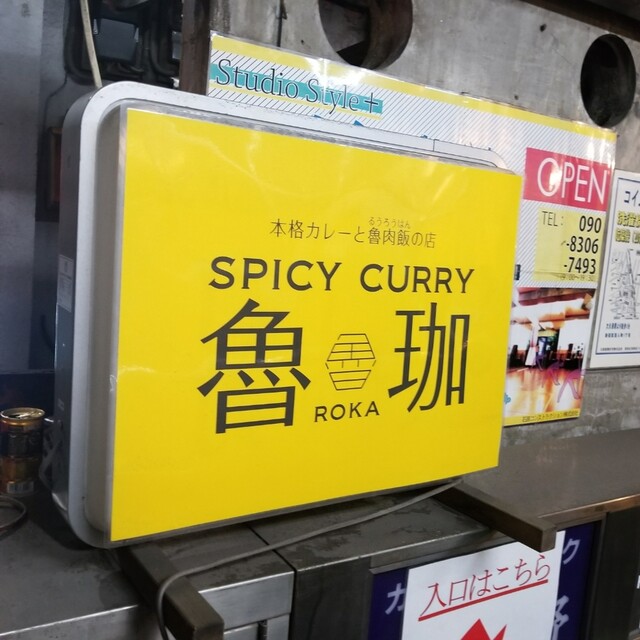 Studio Style+
OPEN
TEL: 090
-8306
-7493
るうろうはん
本格カレーと魯肉飯の店
SPICY CURRY
魯珈
ROKA
入口はこちら